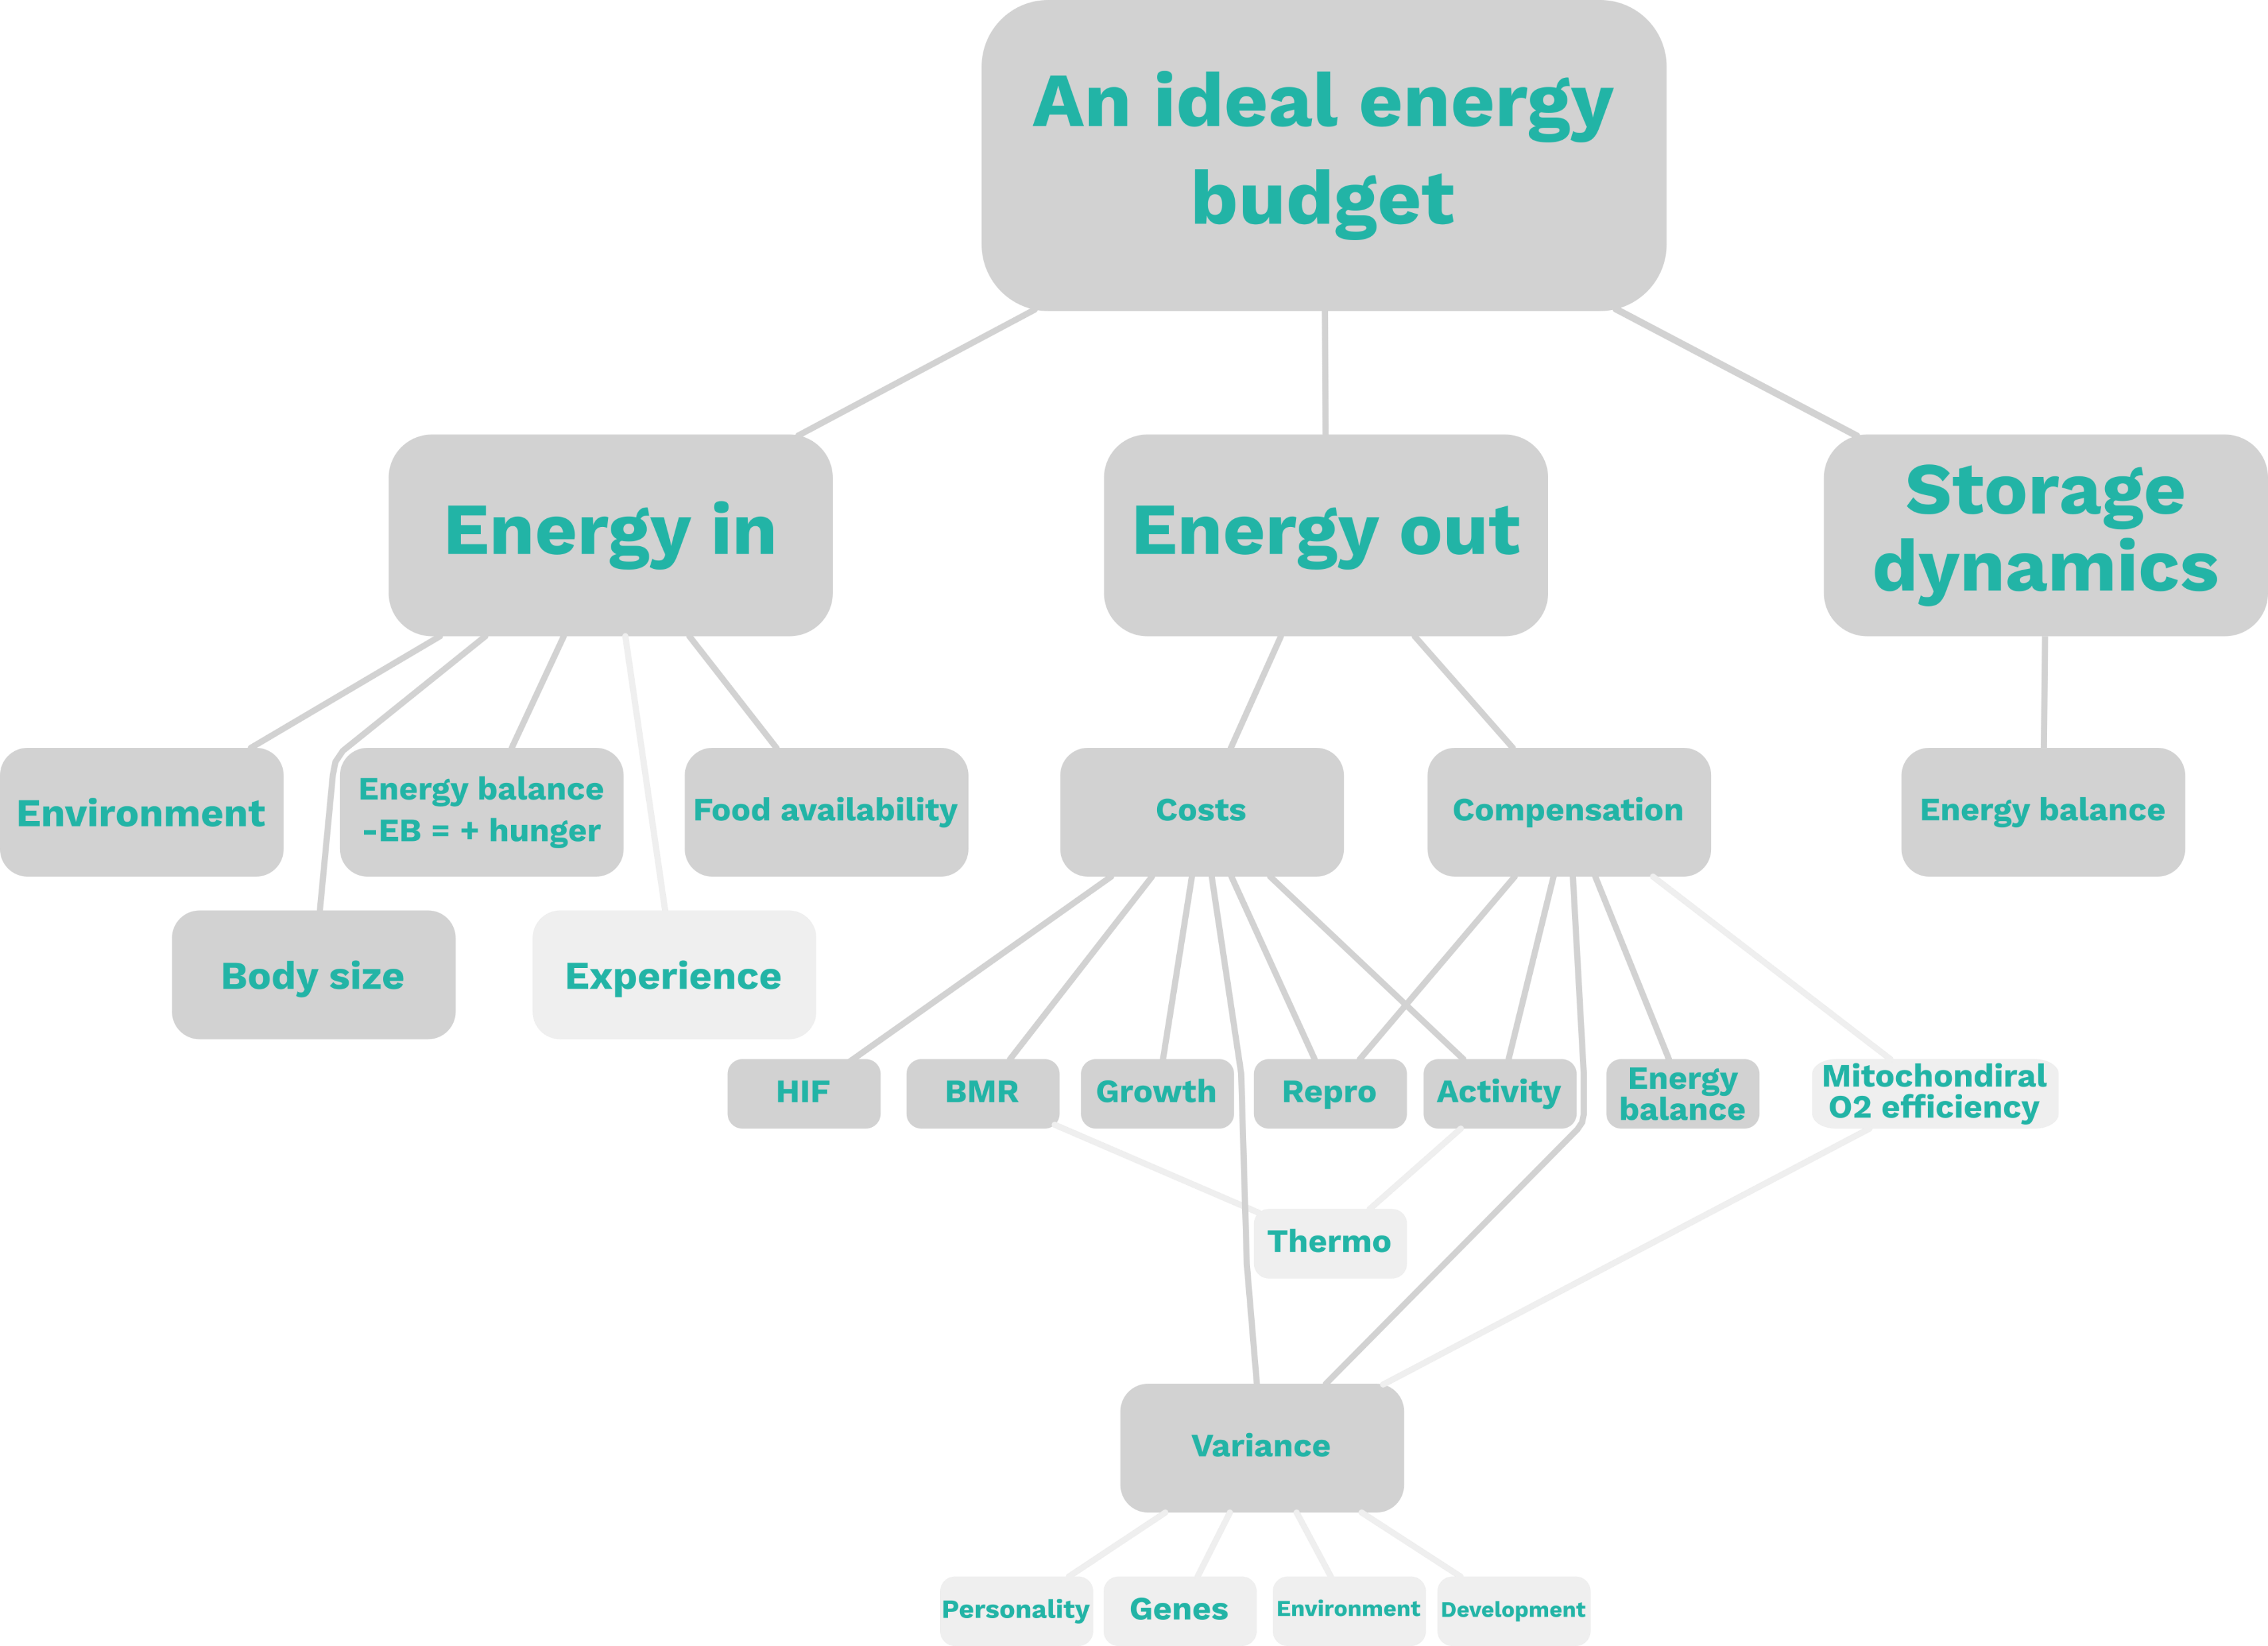 An ideal energy
budget
Energy in
Energy out
Storage
dynamics
Environment
Energy balance
-EB = + hunger
Food availability
Costs
Compensation
Energy balance
Body size
Experience
HIF
BMR
Growth
Repro
Activity
Energy
balance
Mitochondiral
O2 efficiency
Thermo
Variance
Personality
Genes
Environment
Development